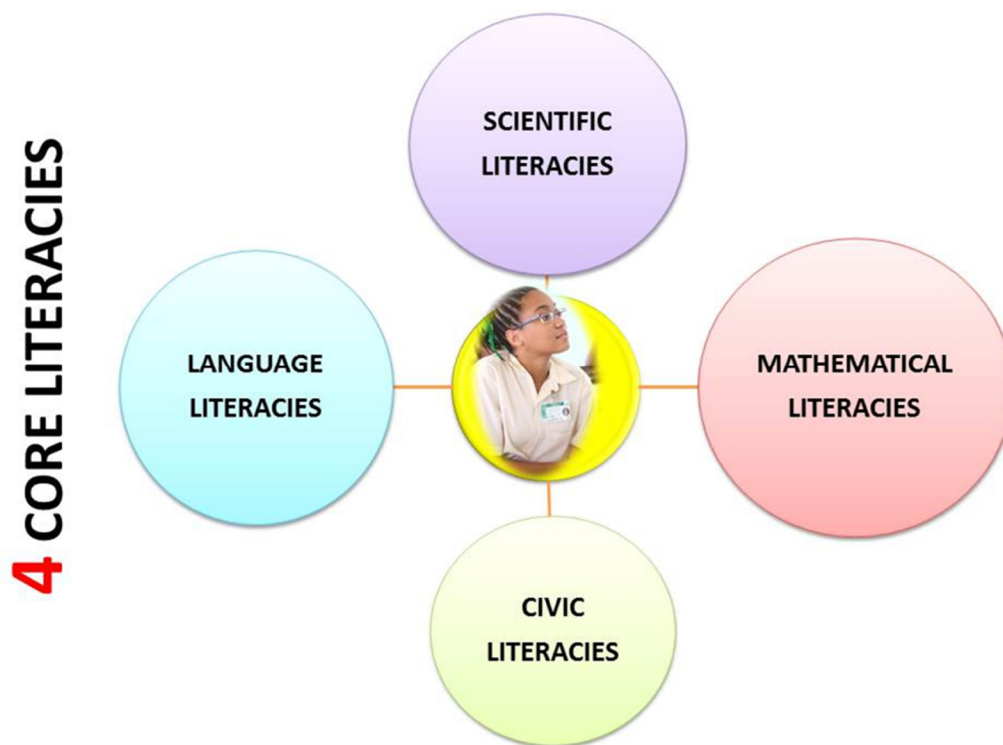 4 CORE LITERACIES
SCIENTIFIC
LITERACIES
LANGUAGE
LITERACIES
MATHEMATICAL
LITERACIES
CIVIC
LITERACIES